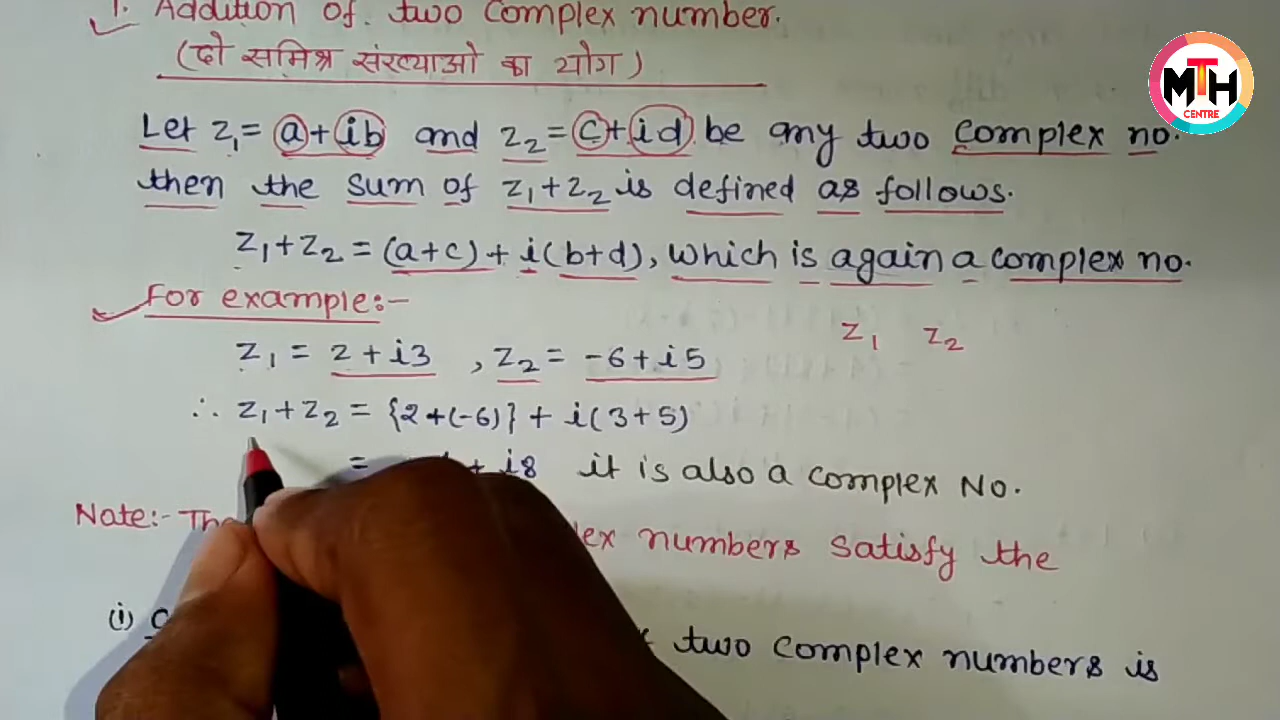 1. Addition of two complex number.
(दो समिश्र संख्याओ का योग)
MTH
CENTRE
Let z₁= a+ib and z₂=c+id be any two complex no.
then the sum of z₁+z₂ is defined as follows.
z₁+z₂ = (a+c)+i(b+d), which is again a complex no.
For example:-
z₁ z₂
z₁ = 2+i3 , z₂ = -6+i5
∴ z₁+z₂ = {2+(-6)} + i(3+5)
= + i8 it is also a complex No.
Note:- numbers satisfy the
(i) two complex numbers is